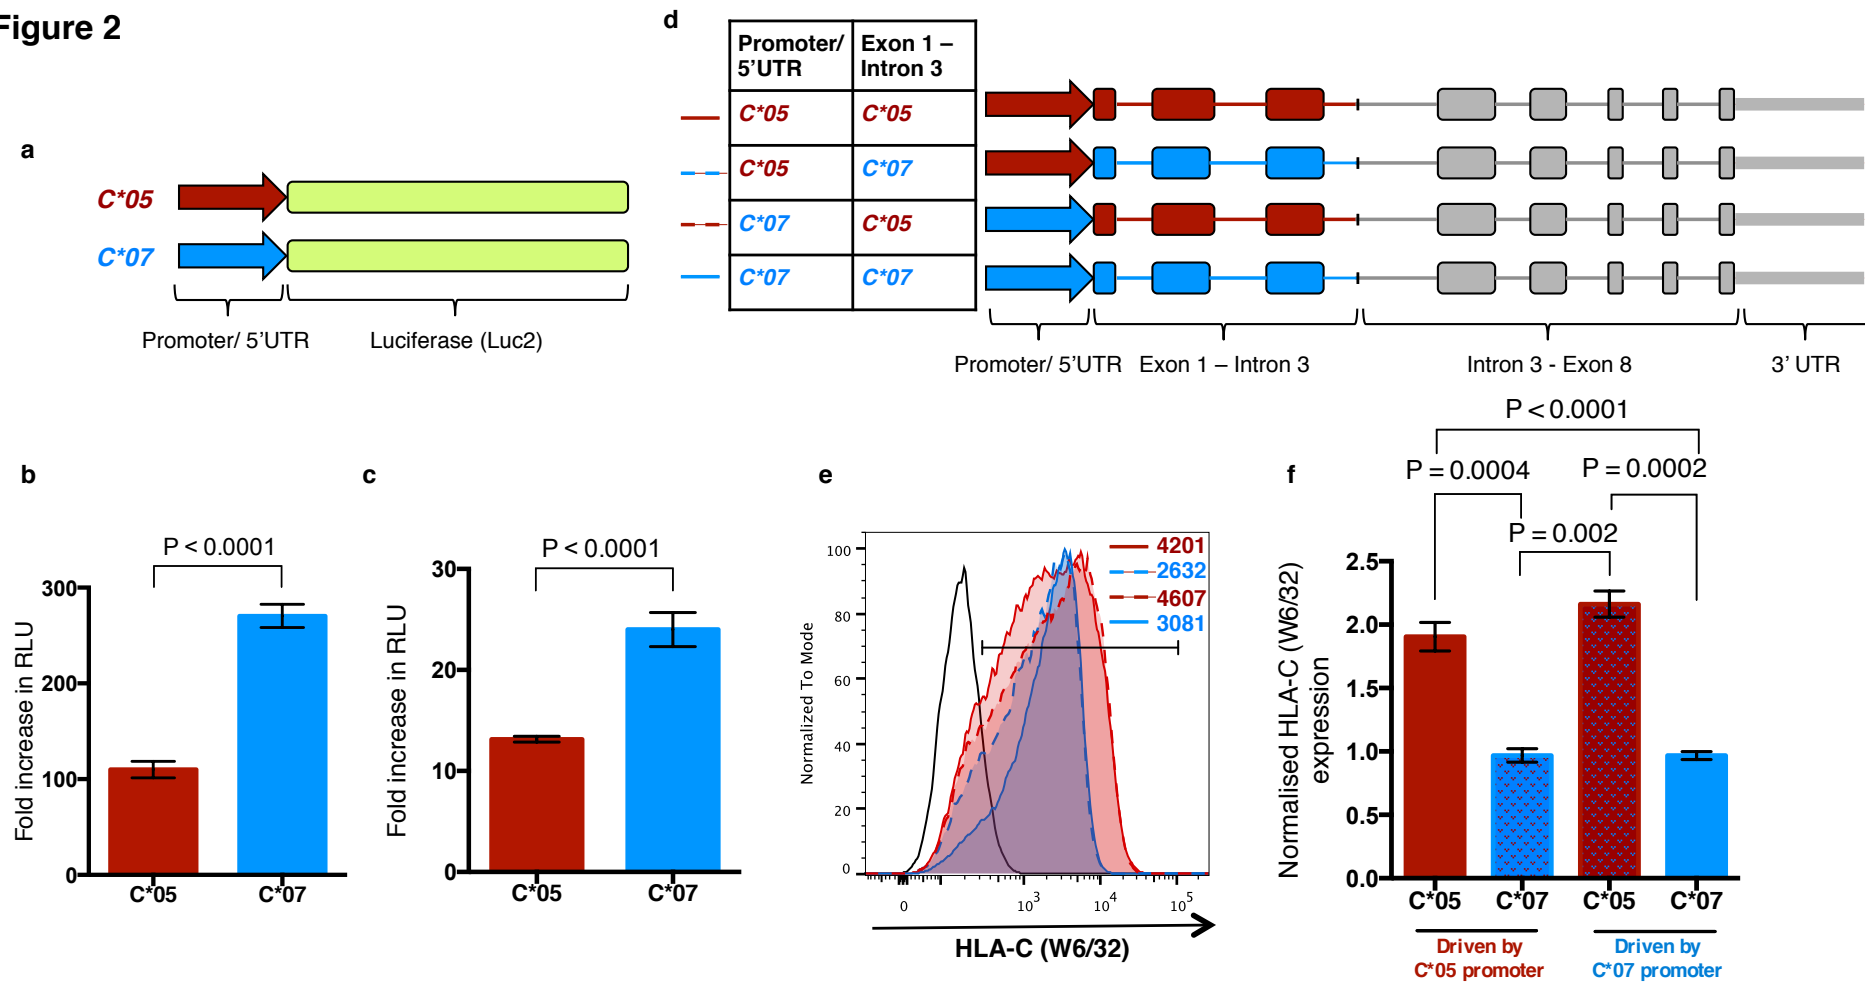 Figure 2
a
C*05
C*07
Promoter/ 5'UTR
Luciferase (Luc2)
d
Promoter/
5'UTR
Exon 1 –
Intron 3
C*05
C*05
C*05
C*07
C*07
C*05
C*07
C*07
Promoter/ 5'UTR
Exon 1 – Intron 3
Intron 3 - Exon 8
3' UTR
b
P < 0.0001
Fold increase in RLU
300
200
100
0
C*05
C*07
c
P < 0.0001
Fold increase in RLU
30
20
10
0
C*05
C*07
e
Normalized To Mode
100
80
60
40
20
0
4201
2632
4607
3081
0
10³
10⁴
10⁵
HLA-C (W6/32)
f
P < 0.0001
P = 0.0004
P = 0.0002
P = 0.002
Normalised HLA-C (W6/32)
expression
2.5
2.0
1.5
1.0
0.5
0.0
C*05
C*07
C*05
C*07
Driven by
C*05 promoter
Driven by
C*07 promoter